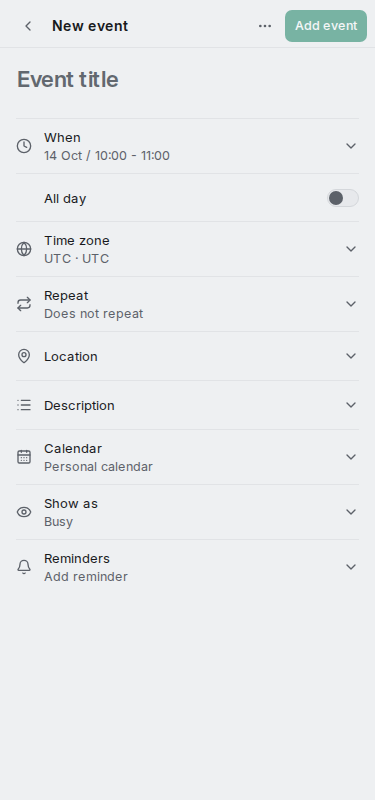 New event
Add event
Event title
When
14 Oct / 10:00 - 11:00
All day
Time zone
UTC · UTC
Repeat
Does not repeat
Location
Description
Calendar
Personal calendar
Show as
Busy
Reminders
Add reminder